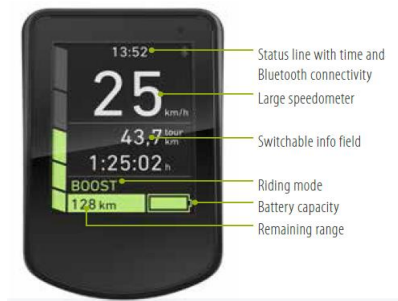 13:52
Status line with time and
Bluetooth connectivity
25 km/h
Large speedometer
43,7 tour km
Switchable info field
1:25:02 h
BOOST
Riding mode
Battery capacity
128 km
Remaining range